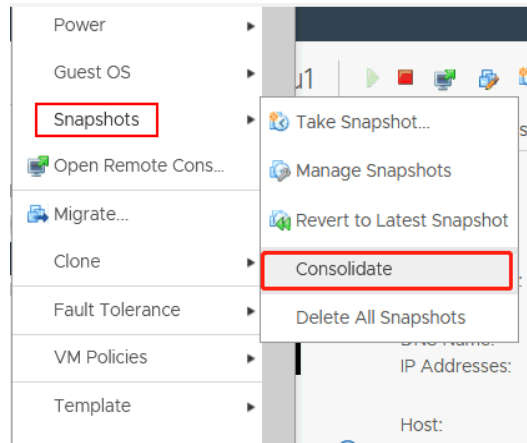 Power
Guest OS
u1
Snapshots
Take Snapshot...
Open Remote Cons...
Manage Snapshots
Migrate...
Revert to Latest Snapshot
Clone
Consolidate
Fault Tolerance
Delete All Snapshots
VM Policies
IP Addresses:
Template
Host: